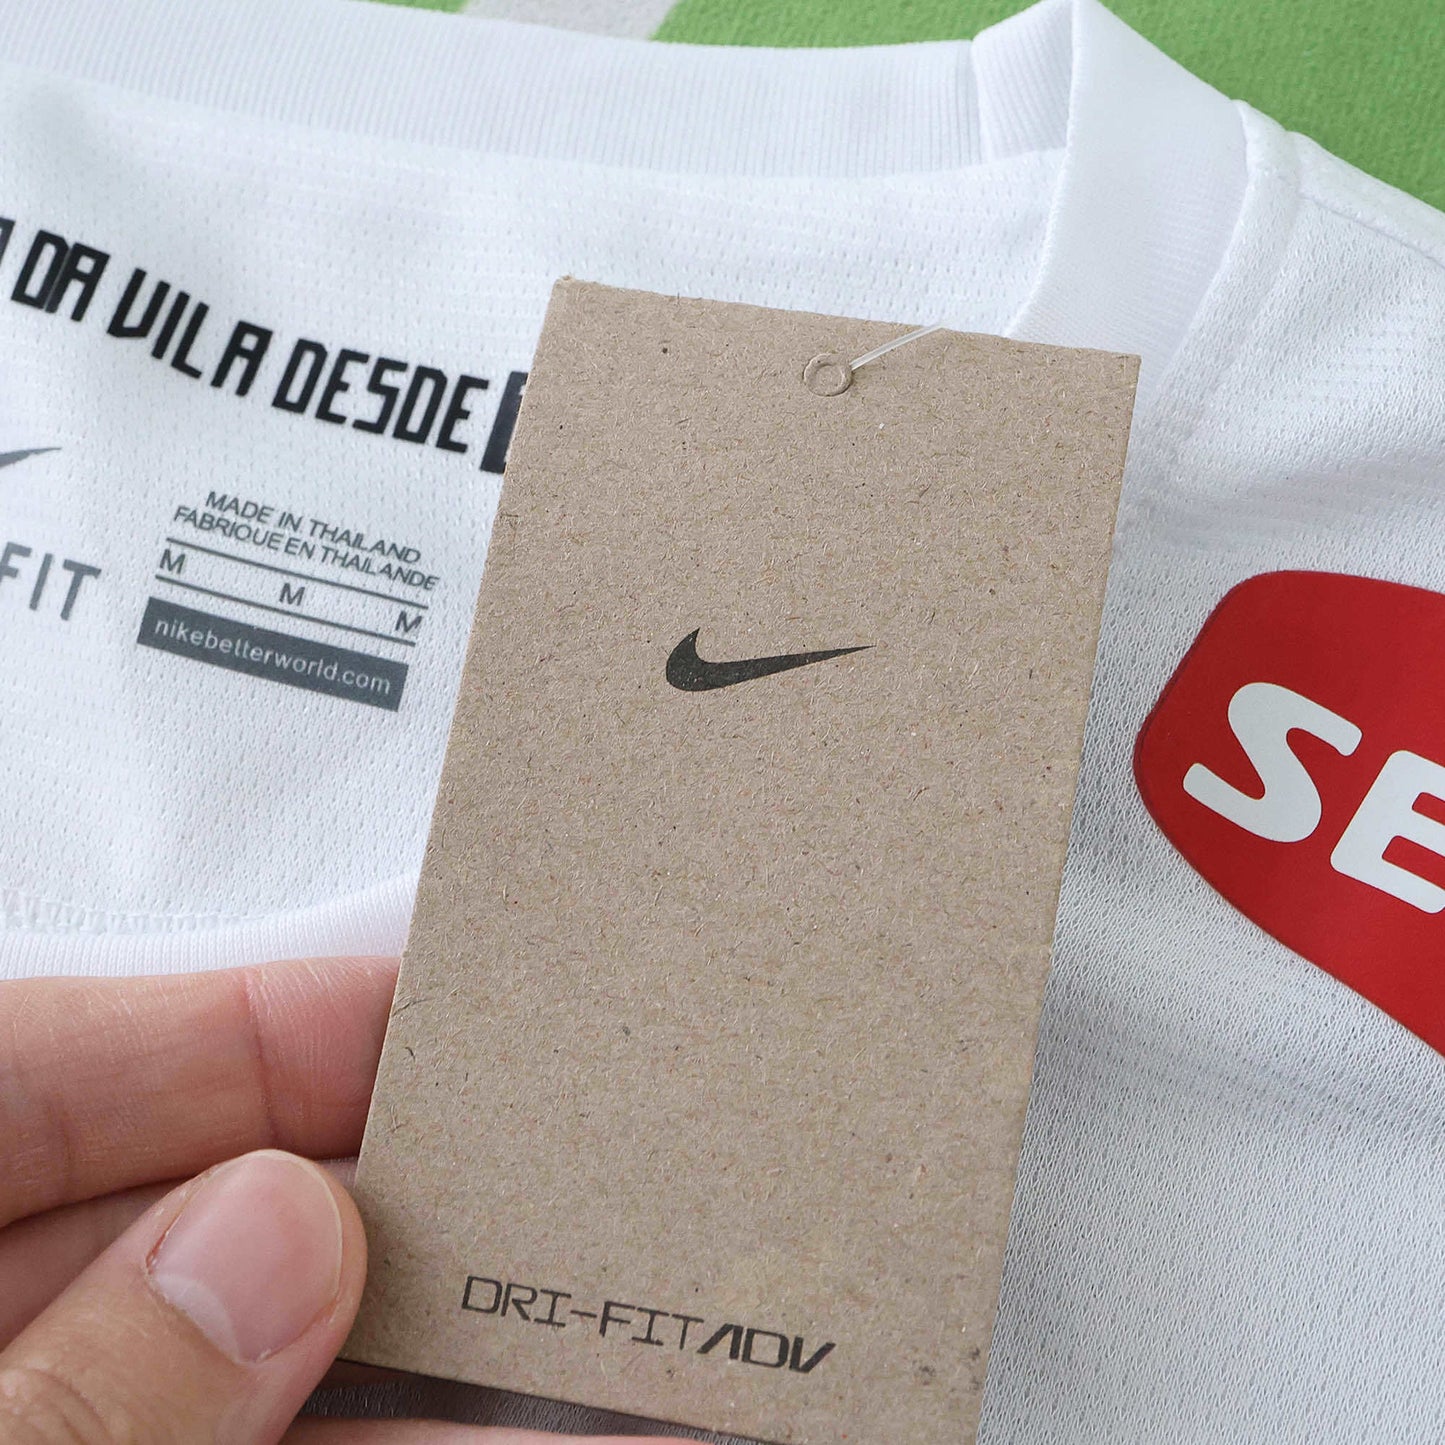 DA VILA DESDE
FIT
MADE IN THAILAND
FABRIQUE EN THAILANDE
M M M
nikebetterworld.com
SE
DRI-FIT ADV